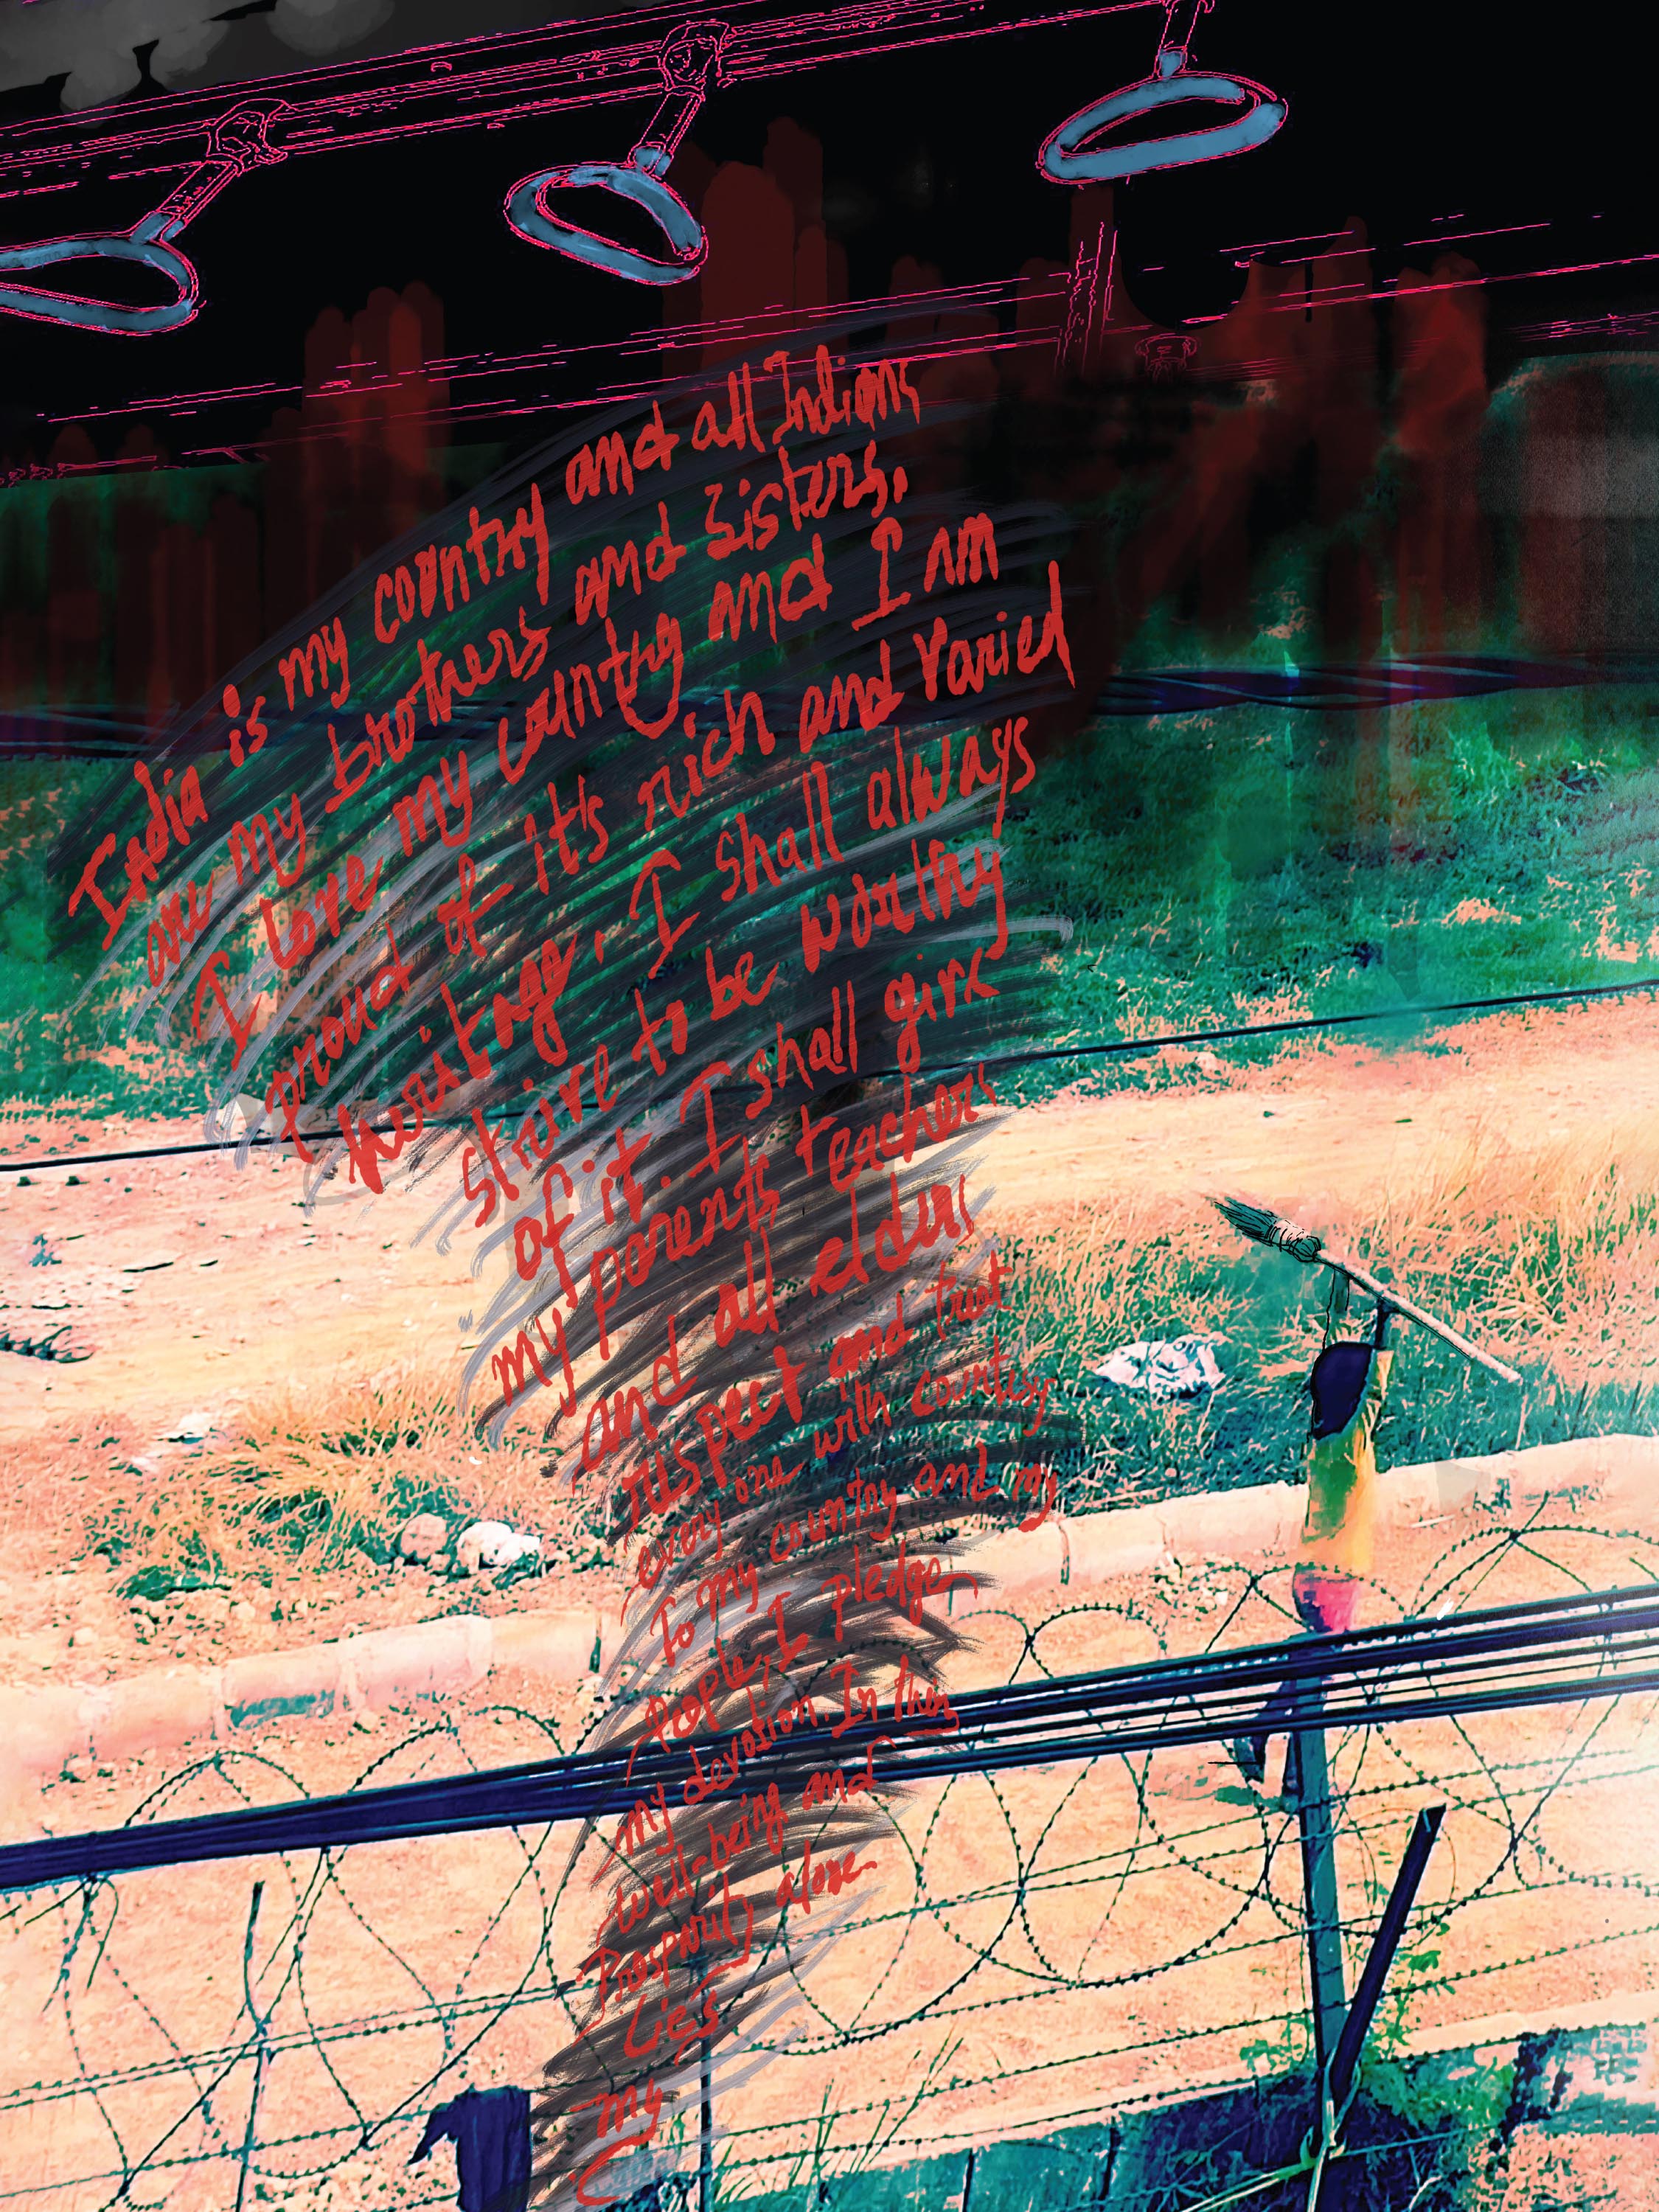 India is my country and all Indians
are my brothers and sisters.
I love my country and I am
proud of it's rich and varied
heritage. I shall always
strive to be worthy
of it. I shall give
my parents teachers
and all elders
respect and treat
every one with courtesy
To my country and my
People, I pledge
my devotion In their
well-being and
Prosperity alone
lies
my